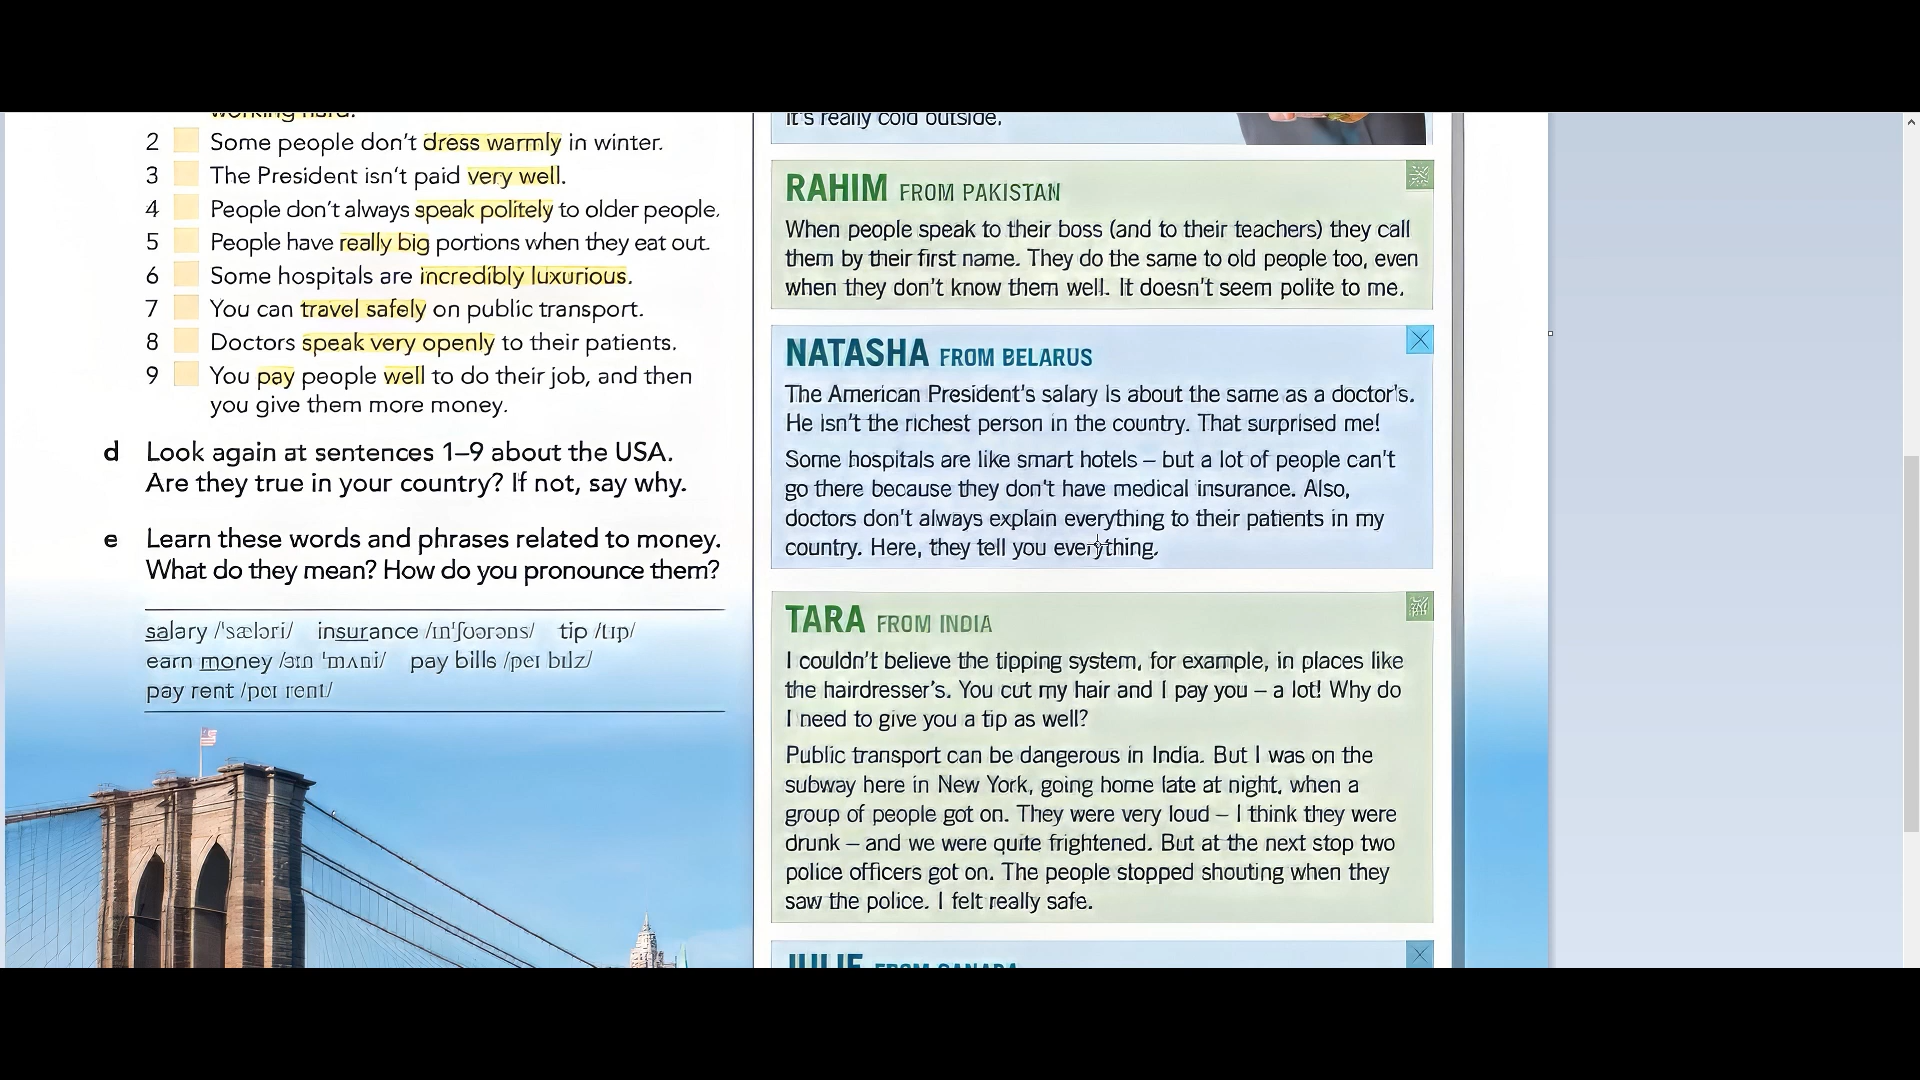 working hard.
2 Some people don't dress warmly in winter.
3 The President isn't paid very well.
4 People don't always speak politely to older people.
5 People have really big portions when they eat out.
6 Some hospitals are incredibly luxurious.
7 You can travel safely on public transport.
8 Doctors speak very openly to their patients.
9 You pay people well to do their job, and then
you give them more money.
d Look again at sentences 1–9 about the USA.
Are they true in your country? If not, say why.
e Learn these words and phrases related to money.
What do they mean? How do you pronounce them?
salary /ˈsæləri/ insurance /ɪnˈʃʊərəns/ tip /tɪp/
earn money /ɜːn ˈmʌni/ pay bills /peɪ bɪlz/
pay rent /peɪ rent/
It's really cold outside.
RAHIM FROM PAKISTAN
When people speak to their boss (and to their teachers) they call
them by their first name. They do the same to old people too, even
when they don't know them well. It doesn't seem polite to me.
NATASHA FROM BELARUS
The American President's salary is about the same as a doctor's.
He isn't the richest person in the country. That surprised me!
Some hospitals are like smart hotels – but a lot of people can't
go there because they don't have medical insurance. Also,
doctors don't always explain everything to their patients in my
country. Here, they tell you everything.
TARA FROM INDIA
I couldn't believe the tipping system, for example, in places like
the hairdresser's. You cut my hair and I pay you – a lot! Why do
I need to give you a tip as well?
Public transport can be dangerous in India. But I was on the
subway here in New York, going home late at night, when a
group of people got on. They were very loud – I think they were
drunk – and we were quite frightened. But at the next stop two
police officers got on. The people stopped shouting when they
saw the police. I felt really safe.
JULIE FROM CANADA